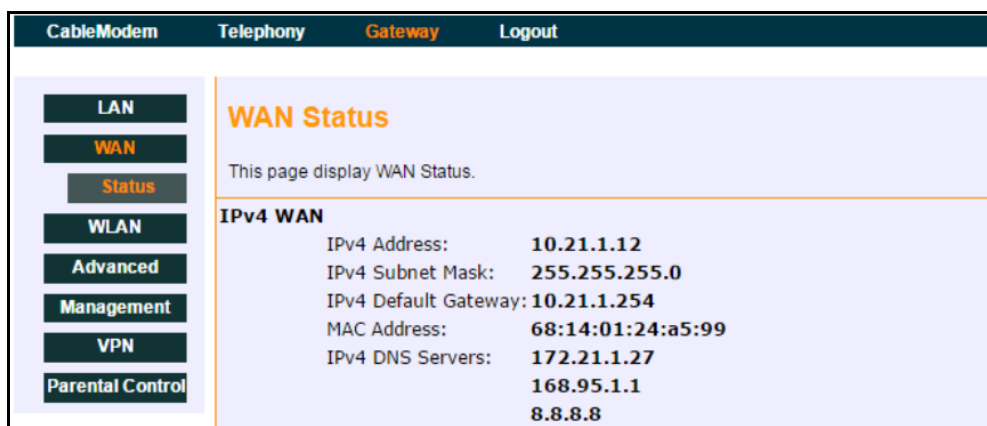 CableModem Telephony Gateway Logout
LAN
WAN
Status
WLAN
Advanced
Management
VPN
Parental Control
WAN Status
This page display WAN Status.
IPv4 WAN
IPv4 Address: 10.21.1.12
IPv4 Subnet Mask: 255.255.255.0
IPv4 Default Gateway: 10.21.1.254
MAC Address: 68:14:01:24:a5:99
IPv4 DNS Servers: 172.21.1.27
168.95.1.1
8.8.8.8